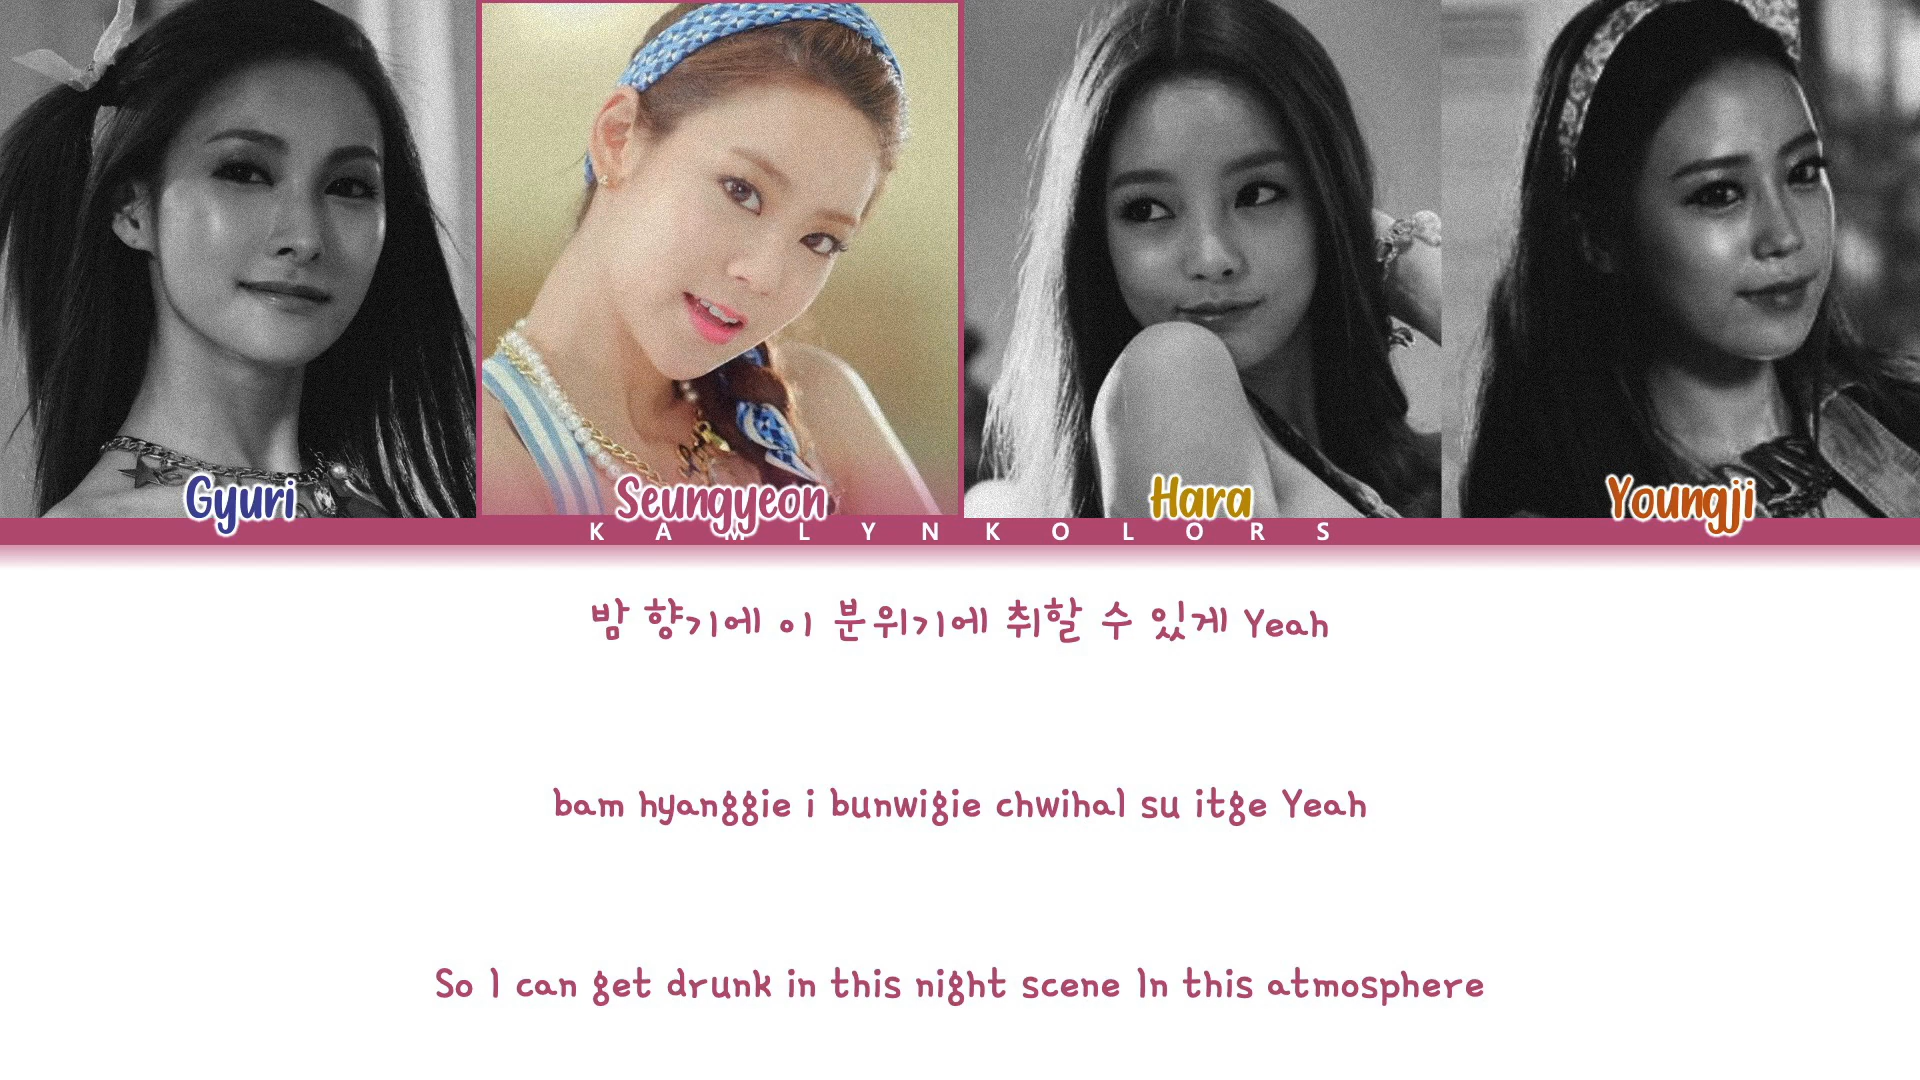 Gyuri Seungyeon Hara Youngji
KAMLYNKOLORS
밤 향기에 이 분위기에 취할 수 있게 Yeah
bam hyanggie i bunwigie chwihal su itge Yeah
So I can get drunk in this night scene In this atmosphere